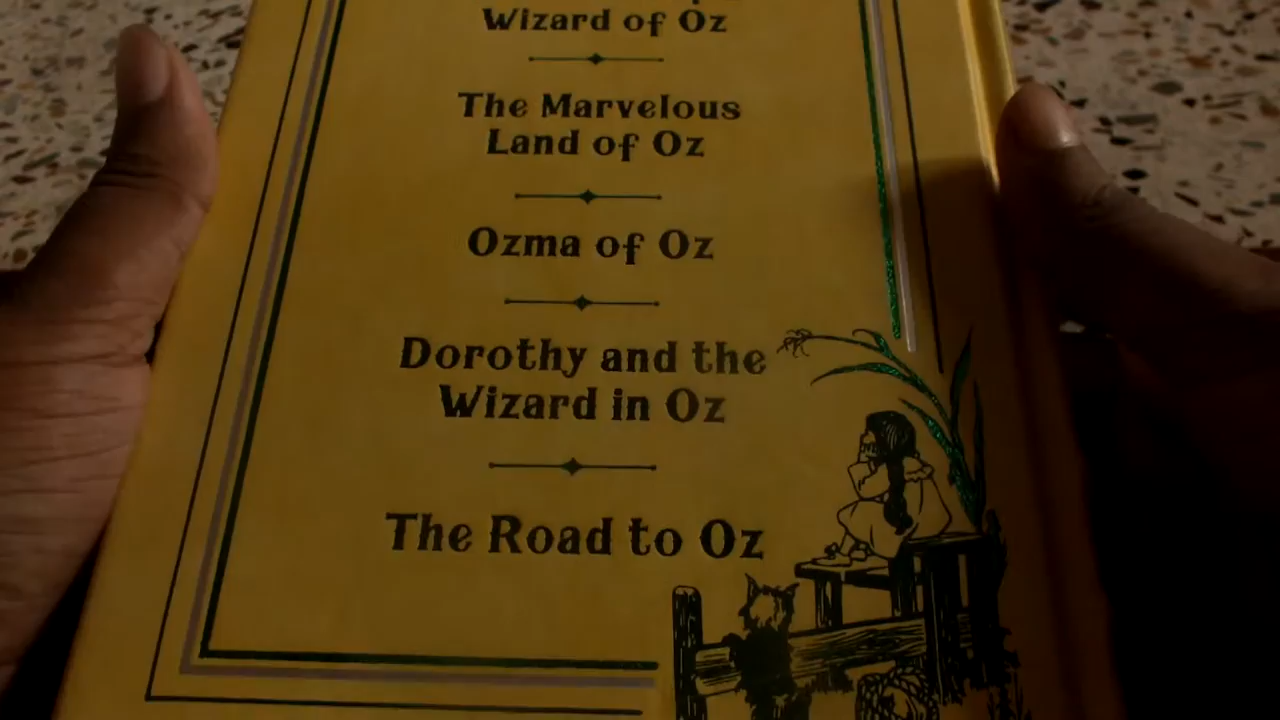 Wizard of Oz
The Marvelous
Land of Oz
Ozma of Oz
Dorothy and the
Wizard in Oz
The Road to Oz